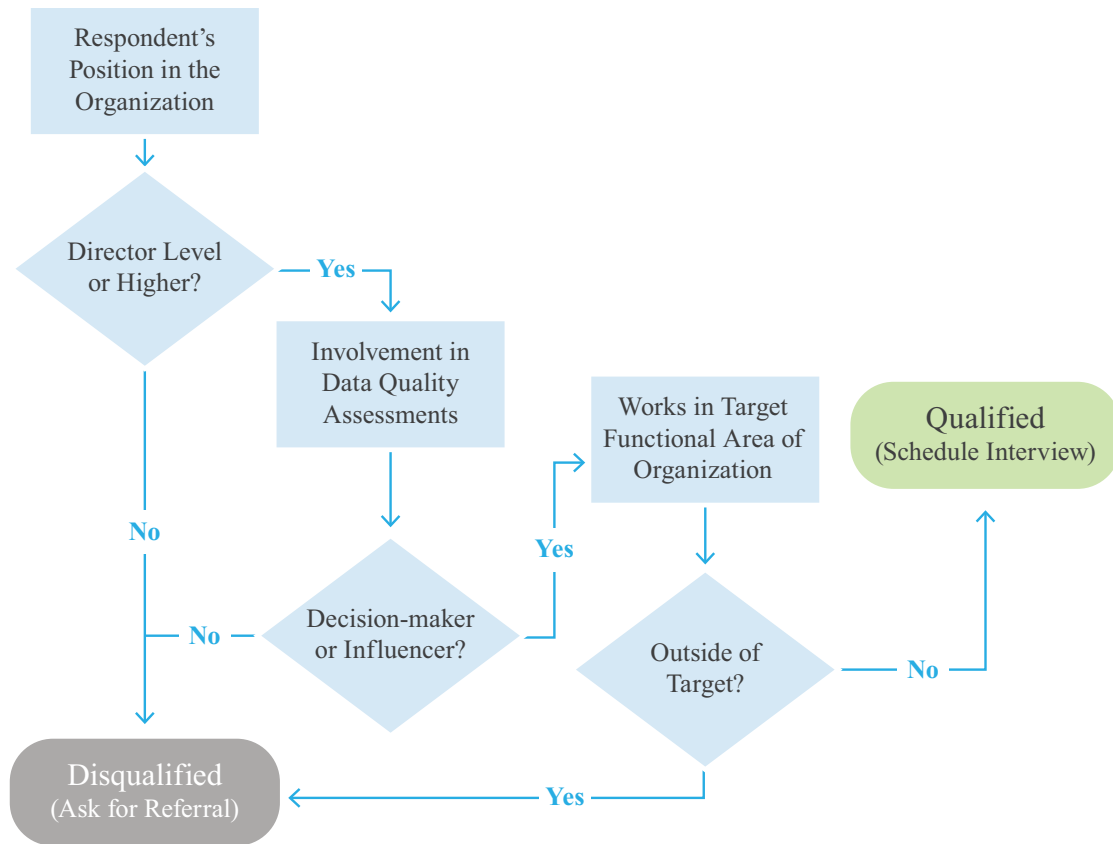 Respondent’s
Position in the
Organization
Director Level
or Higher?
Yes
Involvement in
Data Quality
Assessments
Works in Target
Functional Area of
Organization
Qualified
(Schedule Interview)
No
Yes
Decision-maker
or Influencer?
No
Outside of
Target?
No
Disqualified
(Ask for Referral)
Yes